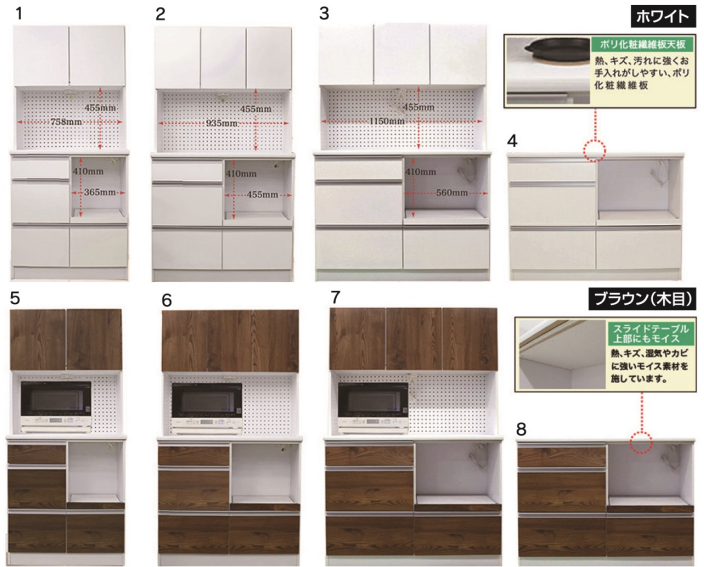 1
2
3
ホワイト
ポリ化粧繊維板天板
熱、キズ、汚れに強くお
手入れがしやすい、ポリ
化粧繊維板
455mm
758mm
410mm
365mm
455mm
935mm
410mm
455mm
455mm
1150mm
410mm
560mm
4
5
6
7
ブラウン（木目）
スライドテーブル
上部にもモイス
熱、キズ、湿気やカビ
に強いモイス素材を
施しています。
8